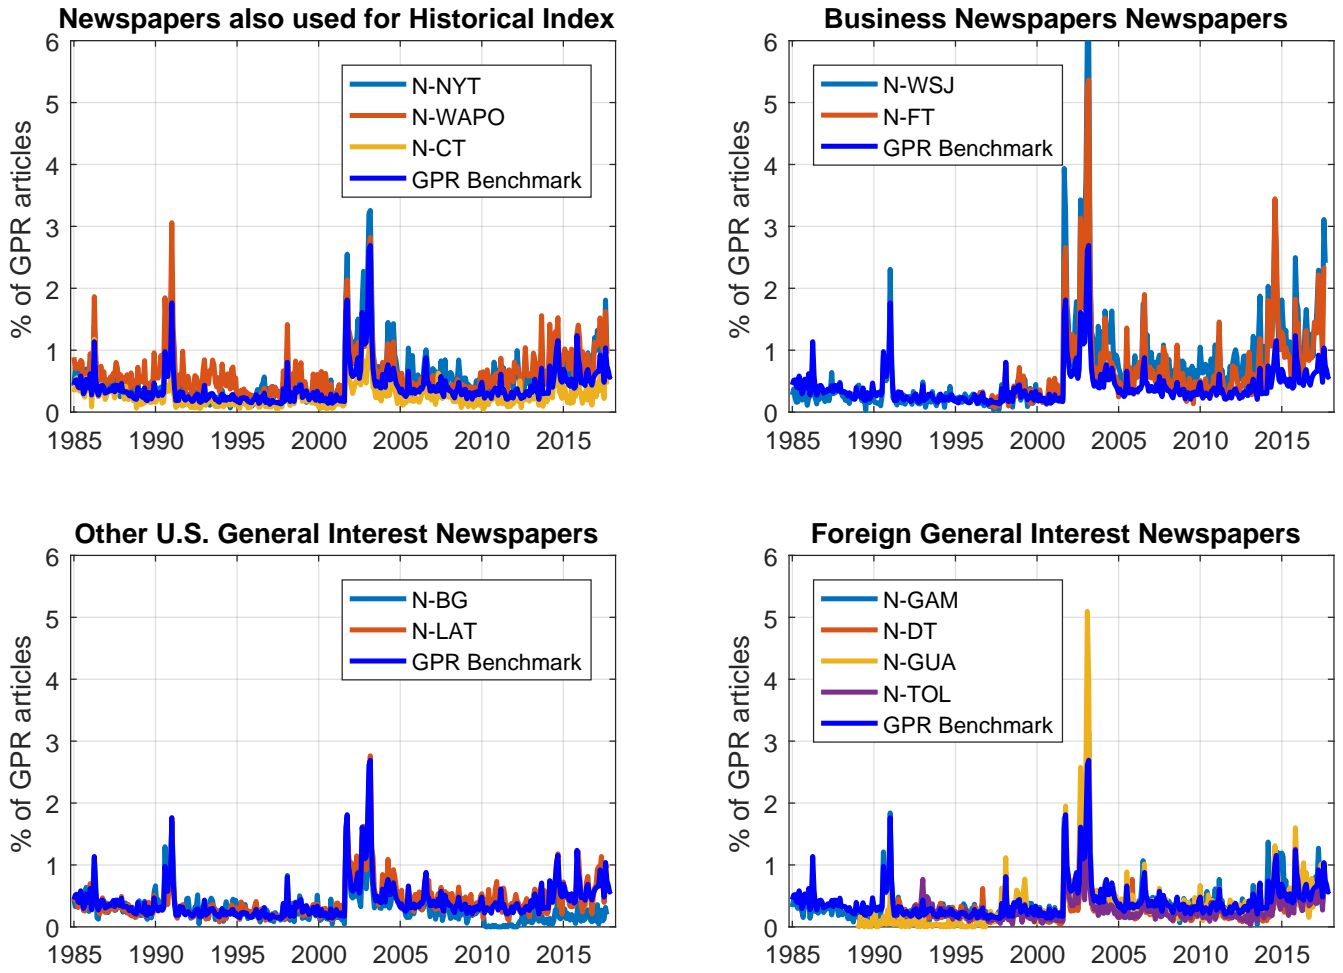 Newspapers also used for Historical Index
% of GPR articles
6
5
4
3
2
1
0
N-NYT
N-WAPO
N-CT
GPR Benchmark
1985 1990 1995 2000 2005 2010 2015
Business Newspapers Newspapers
% of GPR articles
6
5
4
3
2
1
0
N-WSJ
N-FT
GPR Benchmark
1985 1990 1995 2000 2005 2010 2015
Other U.S. General Interest Newspapers
% of GPR articles
6
5
4
3
2
1
0
N-BG
N-LAT
GPR Benchmark
1985 1990 1995 2000 2005 2010 2015
Foreign General Interest Newspapers
% of GPR articles
6
5
4
3
2
1
0
N-GAM
N-DT
N-GUA
N-TOL
GPR Benchmark
1985 1990 1995 2000 2005 2010 2015